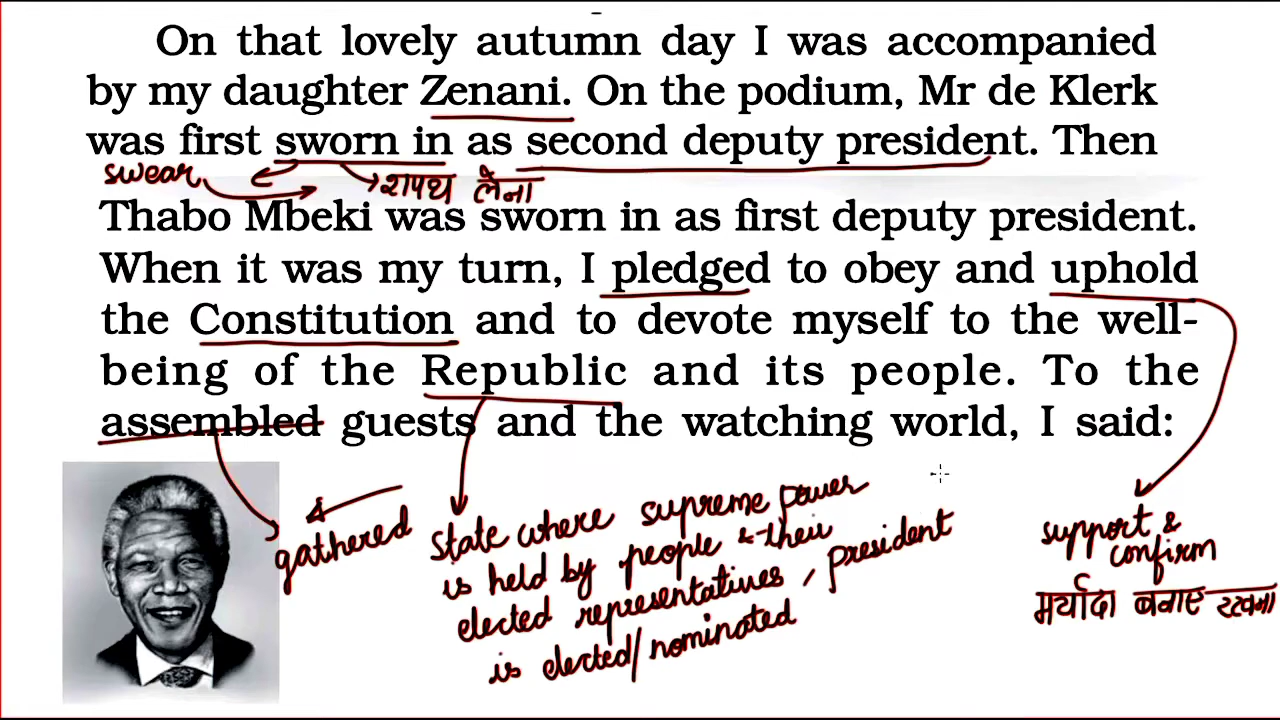 On that lovely autumn day I was accompanied
by my daughter Zenani. On the podium, Mr de Klerk
was first sworn in as second deputy president. Then
swear शपथ लेना
Thabo Mbeki was sworn in as first deputy president.
When it was my turn, I pledged to obey and uphold
the Constitution and to devote myself to the well-
being of the Republic and its people. To the
assembled guests and the watching world, I said:
gathered
state where supreme power
is held by people & their
elected representatives, president
is elected/nominated
support &
confirm
मर्यादा बनाए रखना